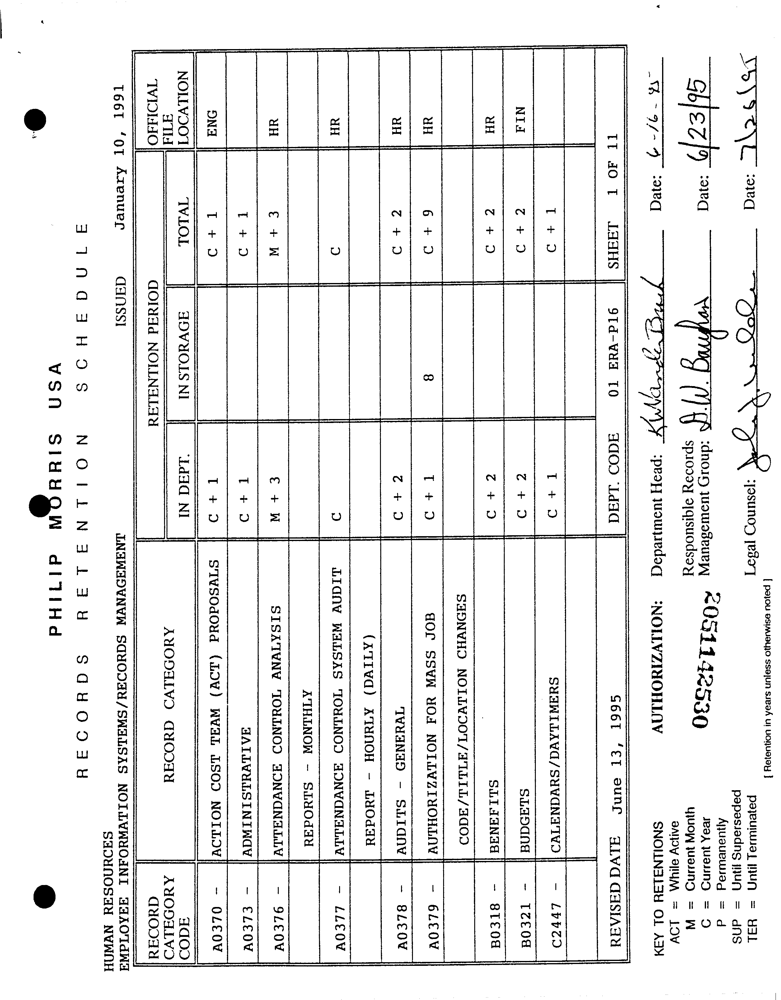 PHILIP MORRIS USA
RECORDS RETENTION SCHEDULE
HUMAN RESOURCES
EMPLOYEE INFORMATION SYSTEMS/RECORDS MANAGEMENT ISSUED January 10, 1991
RECORD CATEGORY CODE RECORD CATEGORY RETENTION PERIOD OFFICIAL FILE LOCATION
IN DEPT. IN STORAGE TOTAL
A0370 - ACTION COST TEAM (ACT) PROPOSALS C + 1 C + 1 ENG
A0373 - ADMINISTRATIVE C + 1 C + 1
A0376 - ATTENDANCE CONTROL ANALYSIS M + 3 M + 3 HR
REPORTS - MONTHLY
A0377 - ATTENDANCE CONTROL SYSTEM AUDIT C C HR
REPORT - HOURLY (DAILY)
A0378 - AUDITS - GENERAL C + 2 C + 2 HR
A0379 - AUTHORIZATION FOR MASS JOB C + 1 8 C + 9 HR
CODE/TITLE/LOCATION CHANGES
B0318 - BENEFITS C + 2 C + 2 HR
B0321 - BUDGETS C + 2 C + 2 FIN
C2447 - CALENDARS/DAYTIMERS C + 1 C + 1
REVISED DATE June 13, 1995 DEPT. CODE 01 ERA-P16 SHEET 1 OF 11
KEY TO RETENTIONS
ACT = While Active
M = Current Month
C = Current Year
P = Permanently
SUP = Until Superseded
TER = Until Terminated
AUTHORIZATION:
2051142530
[ Retention in years unless otherwise noted ]
Department Head: Date: 6-16-95
Responsible Records
Management Group: D.W. Baughan Date: 6/23/95
Legal Counsel: Date: 7/26/95